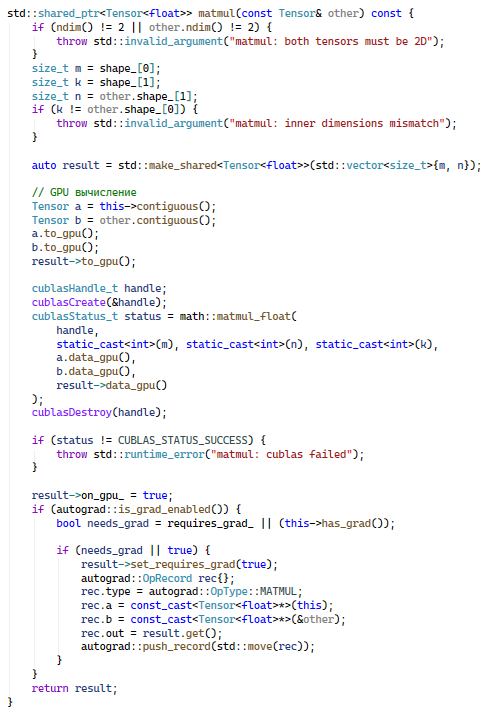 std::shared_ptr<Tensor<float>> matmul(const Tensor& other) const {
    if (ndim() != 2 || other.ndim() != 2) {
        throw std::invalid_argument("matmul: both tensors must be 2D");
    }
    size_t m = shape_[0];
    size_t k = shape_[1];
    size_t n = other.shape_[1];
    if (k != other.shape_[0]) {
        throw std::invalid_argument("matmul: inner dimensions mismatch");
    }

    auto result = std::make_shared<Tensor<float>>(std::vector<size_t>{m, n});

    // GPU вычисление
    Tensor a = this->contiguous();
    Tensor b = other.contiguous();
    a.to_gpu();
    b.to_gpu();
    result->to_gpu();

    cublasHandle_t handle;
    cublasCreate(&handle);
    cublasStatus_t status = math::matmul_float(
        handle,
        static_cast<int>(m), static_cast<int>(n), static_cast<int>(k),
        a.data_gpu(),
        b.data_gpu(),
        result->data_gpu()
    );
    cublasDestroy(handle);

    if (status != CUBLAS_STATUS_SUCCESS) {
        throw std::runtime_error("matmul: cublas failed");
    }

    result->on_gpu_ = true;
    if (autograd::is_grad_enabled()) {
        bool needs_grad = requires_grad_ || (this->has_grad());

        if (needs_grad || true) {
            result->set_requires_grad(true);
            autograd::OpRecord rec{};
            rec.type = autograd::OpType::MATMUL;
            rec.a = const_cast<Tensor<float>*>(this);
            rec.b = const_cast<Tensor<float>*>(&other);
            rec.out = result.get();
            autograd::push_record(std::move(rec));
        }
    }
    return result;
}